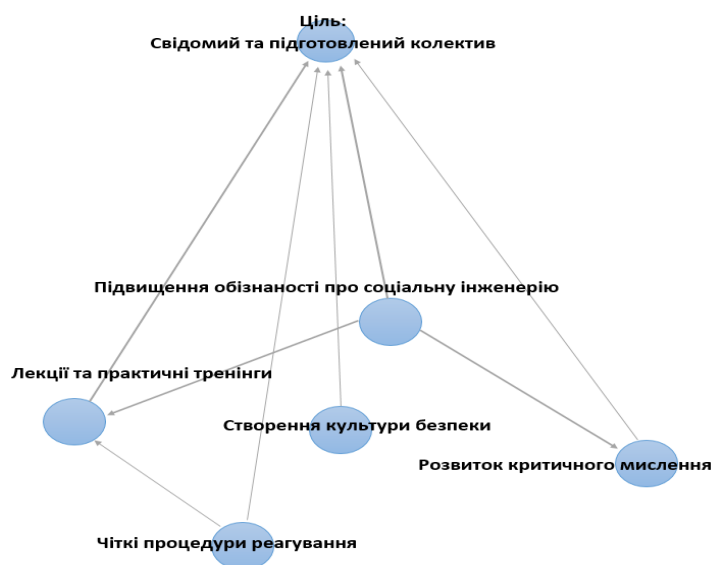 Ціль:
Свідомий та підготовлений колектив
Підвищення обізнаності про соціальну інженерію
Лекції та практичні тренінги
Створення культури безпеки
Розвиток критичного мислення
Чіткі процедури реагування